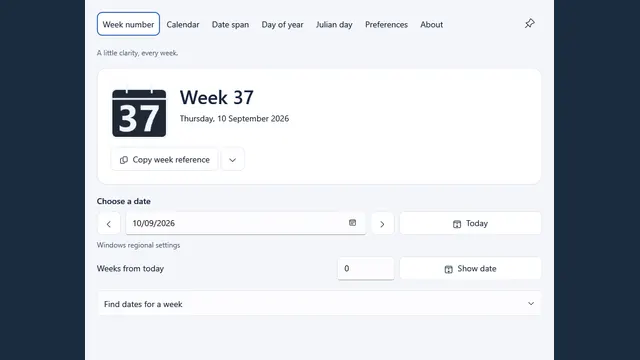 Week number Calendar Date span Day of year Julian day Preferences About
A little clarity, every week.
37
Week 37
Thursday, 10 September 2026
Copy week reference
Choose a date
10/09/2026
Today
Windows regional settings
Weeks from today 0 Show date
Find dates for a week